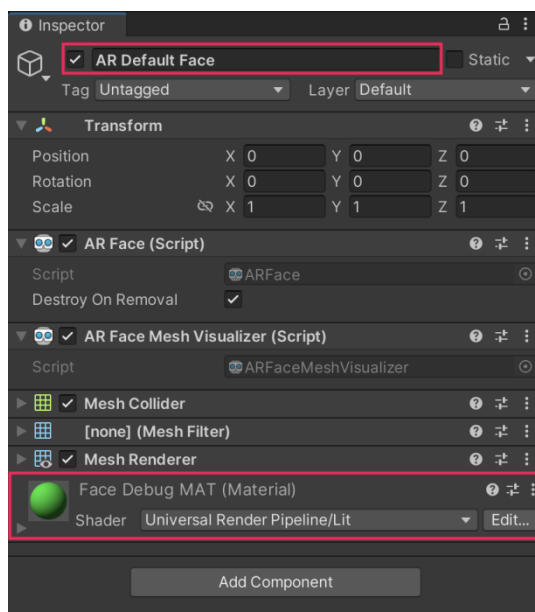 Inspector
AR Default Face Static
Tag Untagged Layer Default
Transform
Position X 0 Y 0 Z 0
Rotation X 0 Y 0 Z 0
Scale X 1 Y 1 Z 1
AR Face (Script)
Script ARFace
Destroy On Removal
AR Face Mesh Visualizer (Script)
Script ARFaceMeshVisualizer
Mesh Collider
[none] (Mesh Filter)
Mesh Renderer
Face Debug MAT (Material)
Shader Universal Render Pipeline/Lit Edit...
Add Component